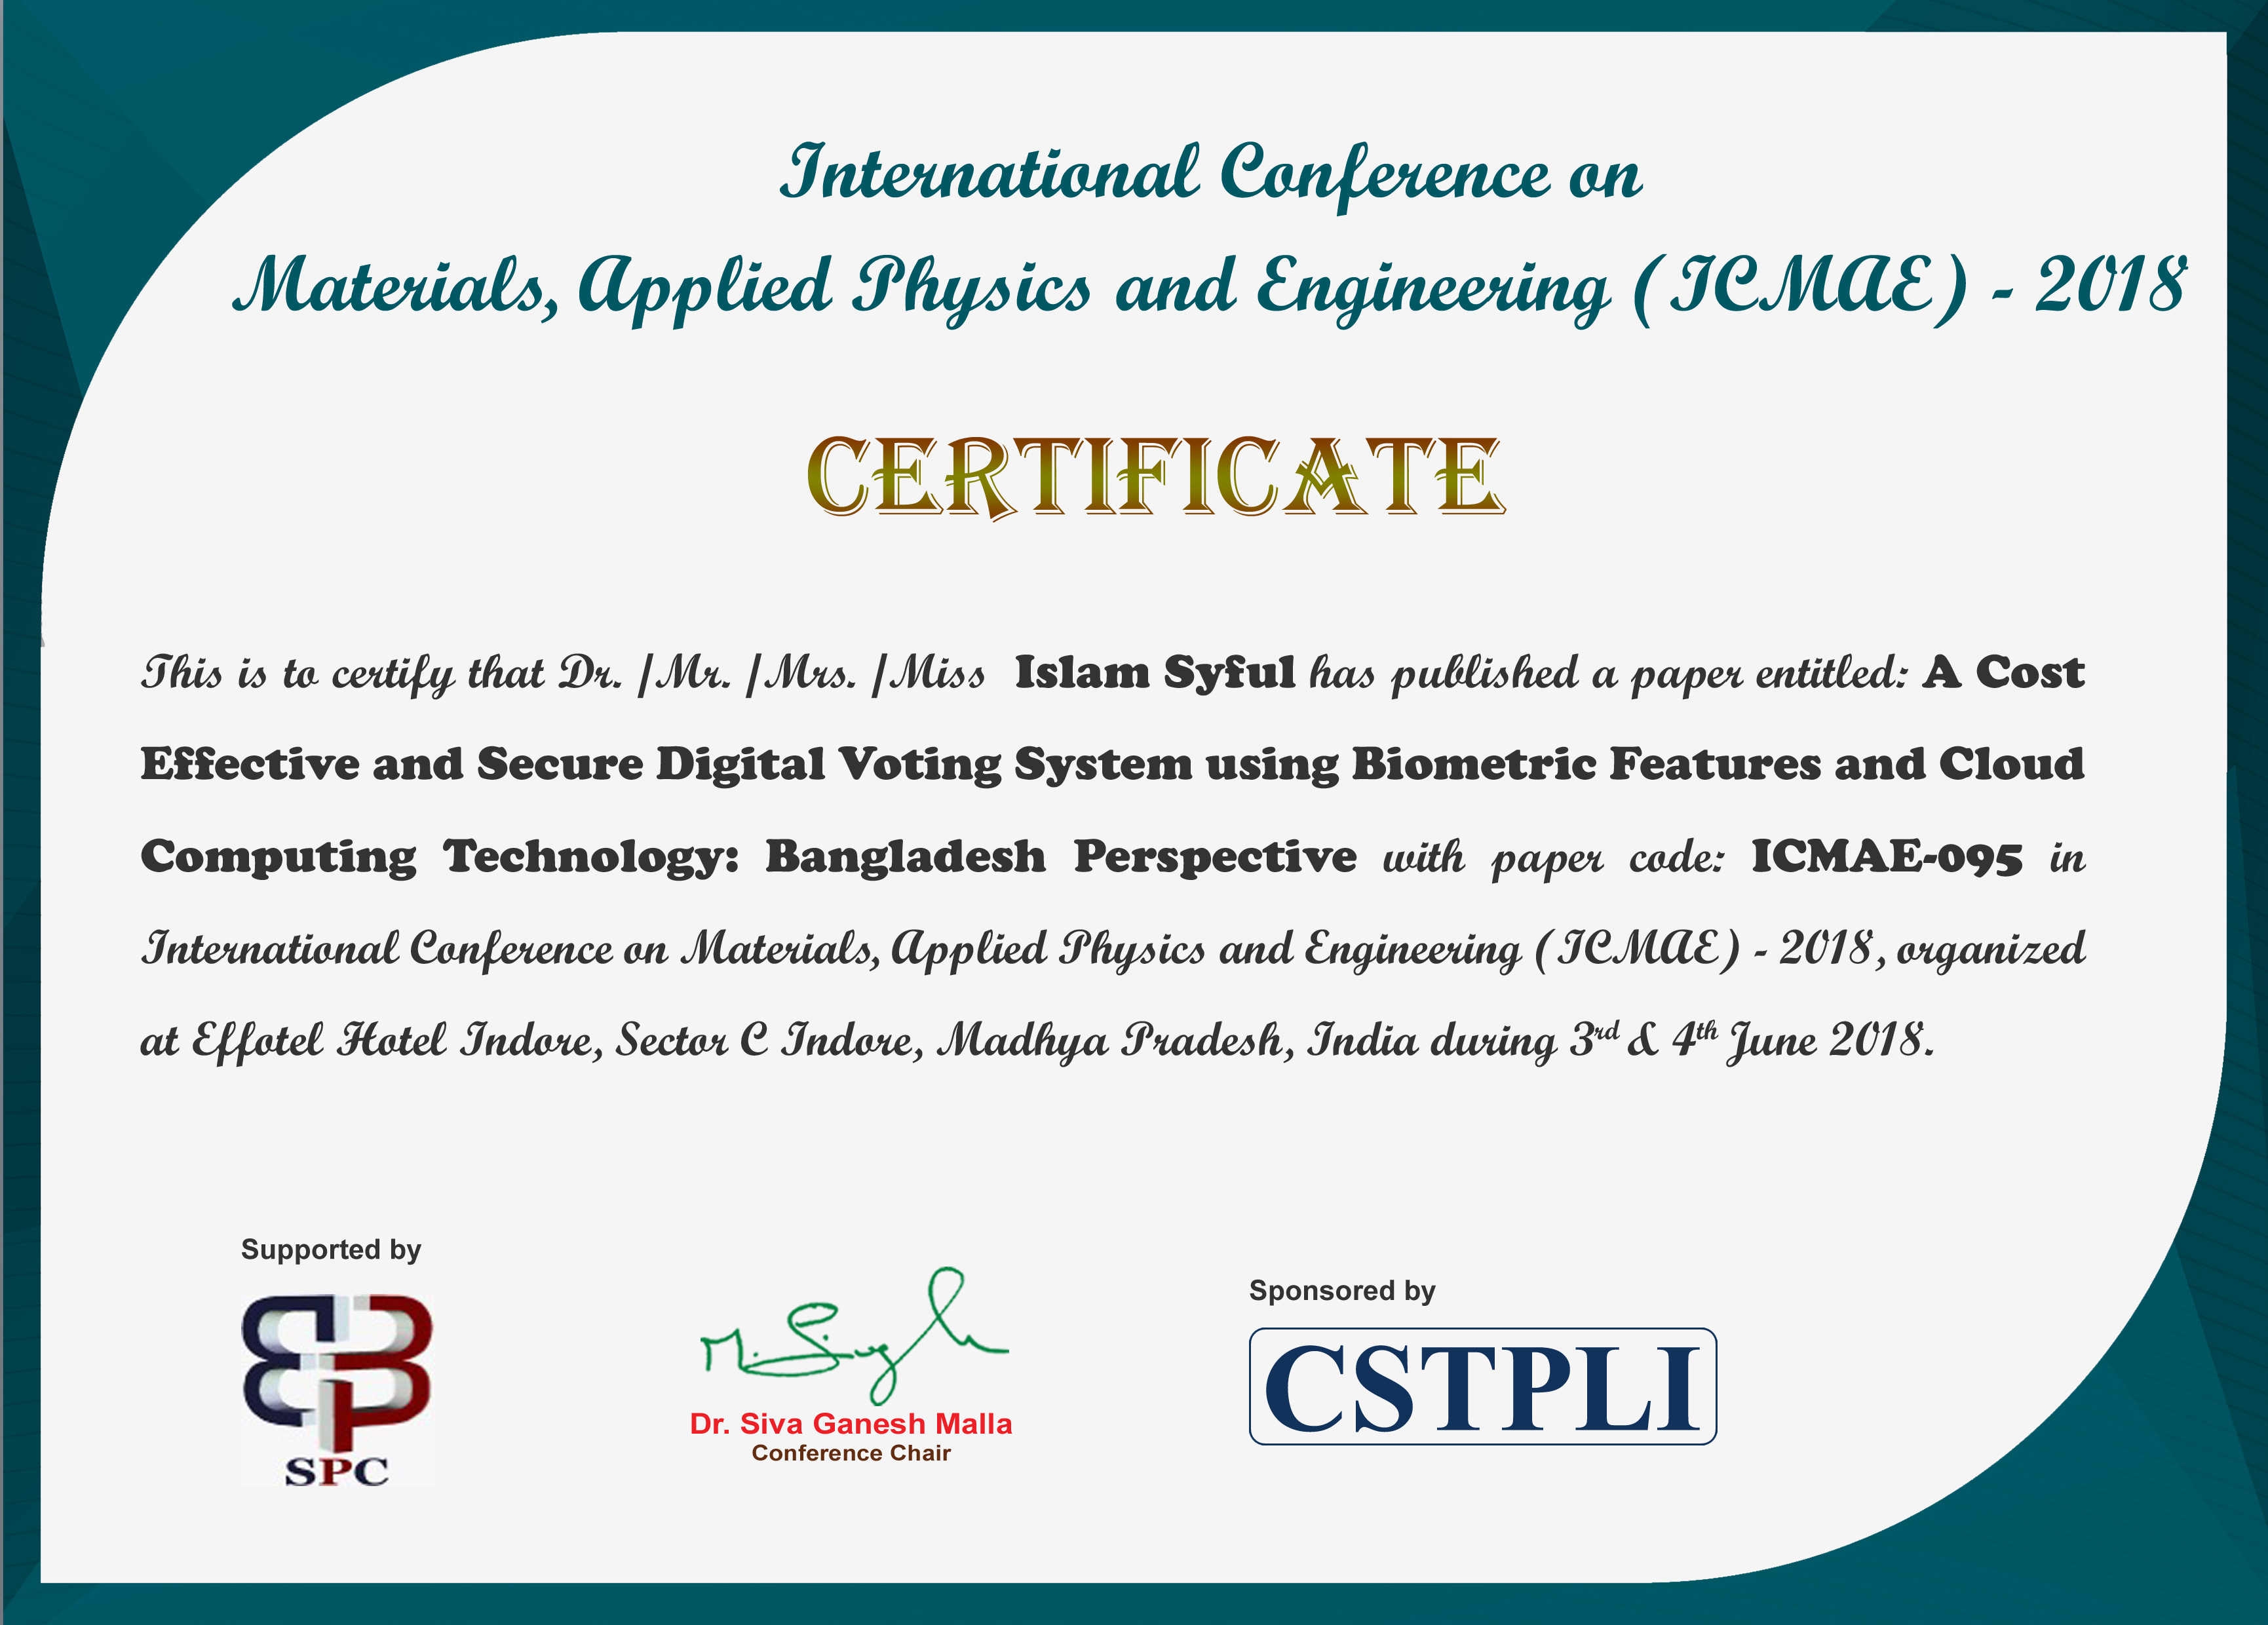 International Conference on
Materials, Applied Physics and Engineering (ICMAE) - 2018
CERTIFICATE
This is to certify that Dr. /Mr. /Mrs. /Miss Islam Syful has published a paper entitled: A Cost
Effective and Secure Digital Voting System using Biometric Features and Cloud
Computing Technology: Bangladesh Perspective with paper code: ICMAE-095 in
International Conference on Materials, Applied Physics and Engineering (ICMAE) - 2018, organized
at Effotel Hotel Indore, Sector C Indore, Madhya Pradesh, India during 3rd & 4th June 2018.
Supported by
SPC
Dr. Siva Ganesh Malla
Conference Chair
Sponsored by
CSTPLI